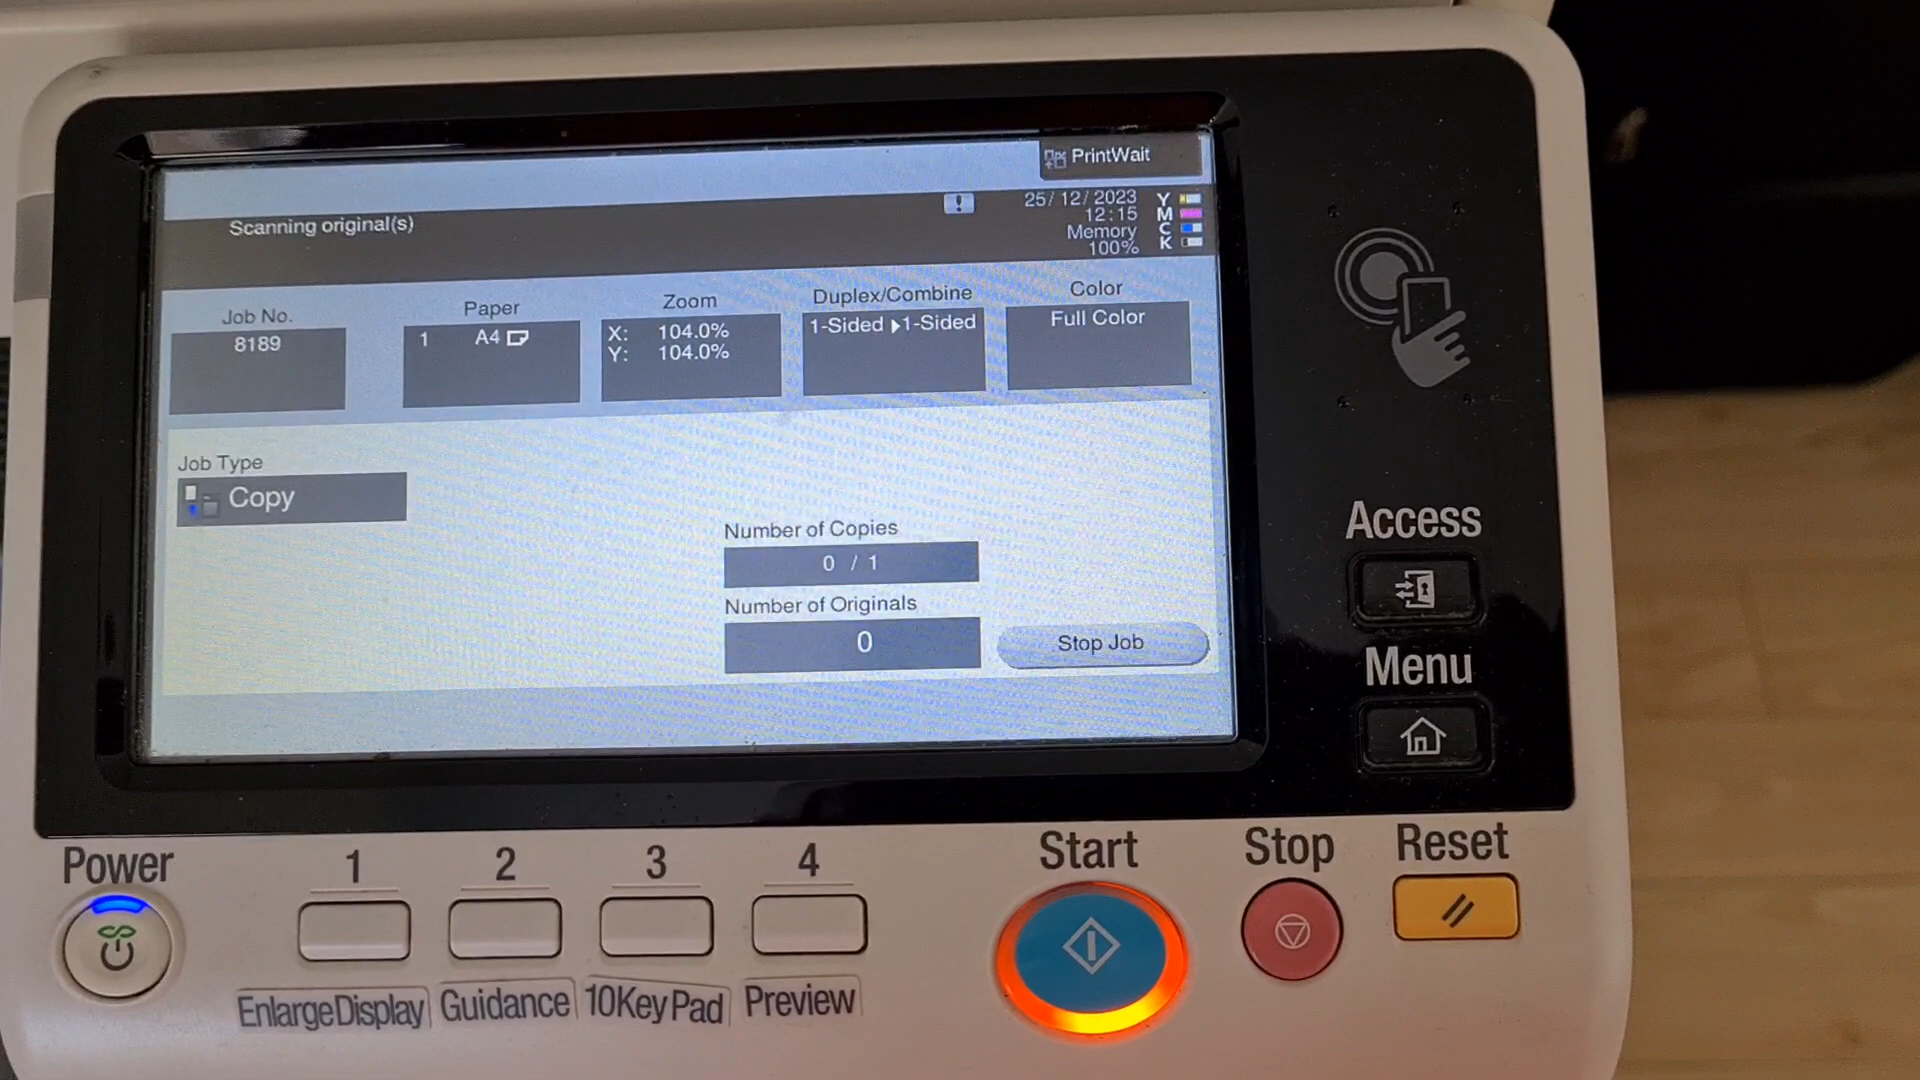 PrintWait
Scanning original(s)
25/12/2023
12:15
Memory
100%
Y
M
C
K
Job No.
8189
Paper
1 A4
Zoom
X: 104.0%
Y: 104.0%
Duplex/Combine
1-Sided ▶1-Sided
Color
Full Color
Job Type
Copy
Number of Copies
0 / 1
Number of Originals
0
Stop Job
Access
Menu
Power
1
2
3
4
Start
Stop
Reset
EnlargeDisplay
Guidance
10KeyPad
Preview